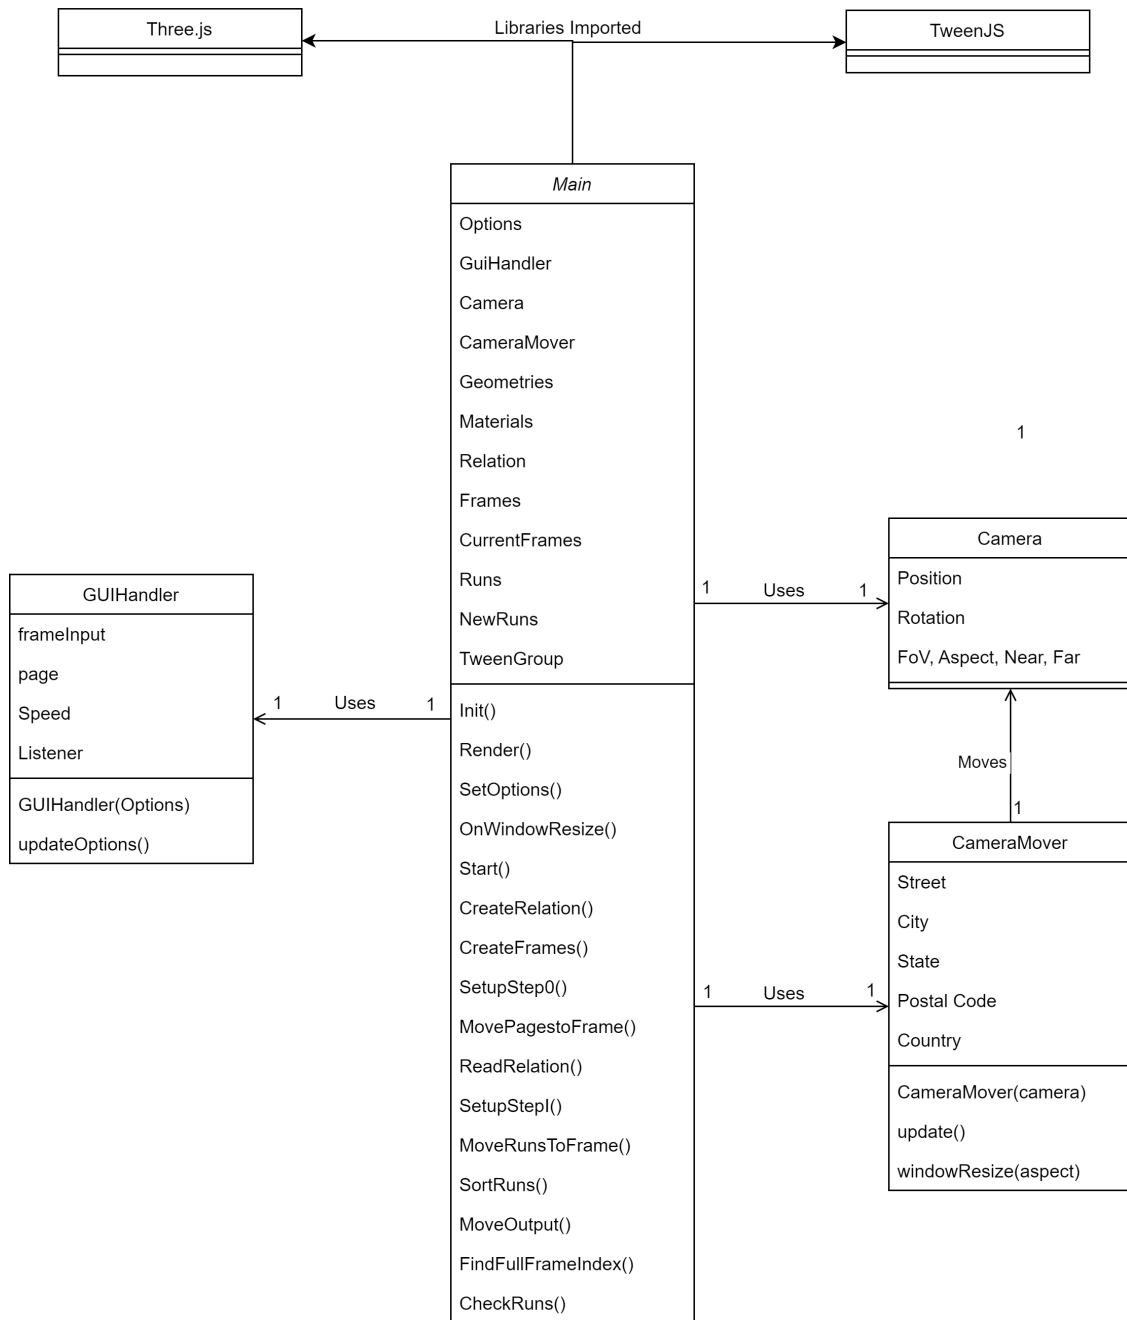 Three.js
Libraries Imported
TweenJS
Main
Options
GuiHandler
Camera
CameraMover
Geometries
Materials
Relation
Frames
CurrentFrames
Runs
NewRuns
TweenGroup
Init()
Render()
SetOptions()
OnWindowResize()
Start()
CreateRelation()
CreateFrames()
SetupStep0()
MovePagestoFrame()
ReadRelation()
SetupStepI()
MoveRunsToFrame()
SortRuns()
MoveOutput()
FindFullFrameIndex()
CheckRuns()
GUIHandler
frameInput
page
Speed
Listener
GUIHandler(Options)
updateOptions()
1 Uses 1
1
1 Uses 1
Camera
Position
Rotation
FoV, Aspect, Near, Far
Moves
1
1 Uses 1
CameraMover
Street
City
State
Postal Code
Country
CameraMover(camera)
update()
windowResize(aspect)